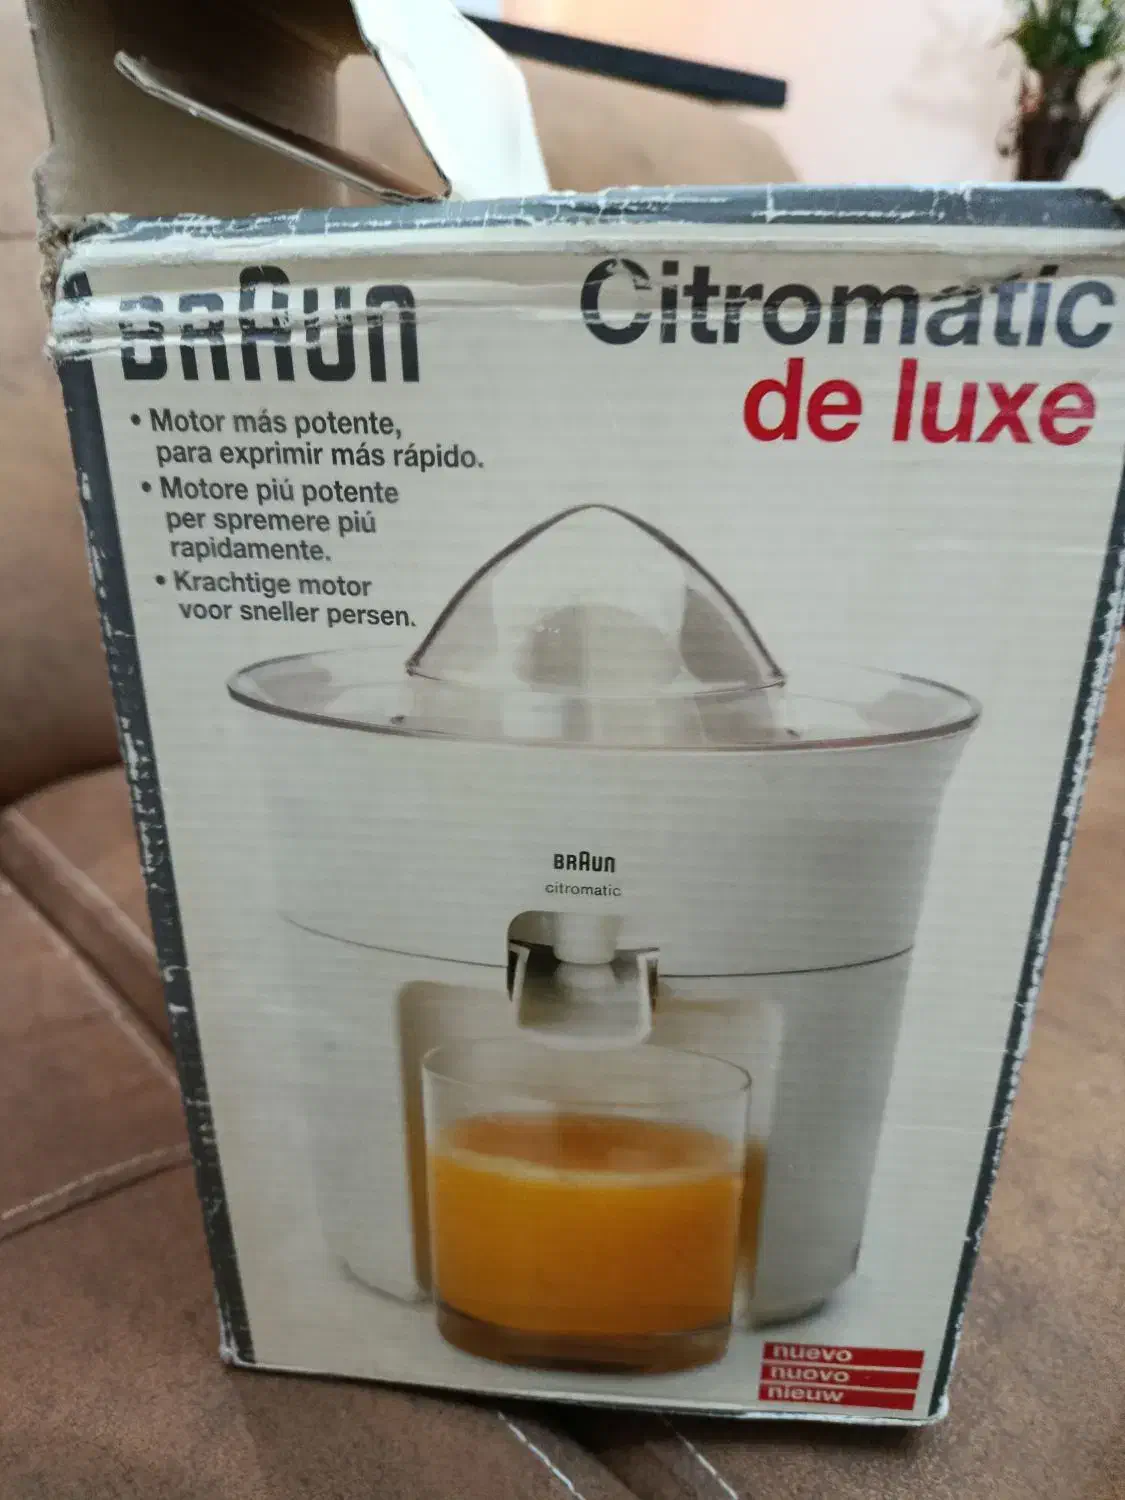 BRAUN
Citromatic
de luxe
• Motor más potente,
para exprimir más rápido.
• Motore piú potente
per spremere piú
rapidamente.
• Krachtige motor
voor sneller persen.
BRAUN
citromatic
nuevo
nuovo
nieuw